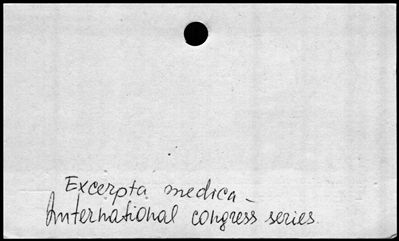 Excerpta medica -
International congress series.